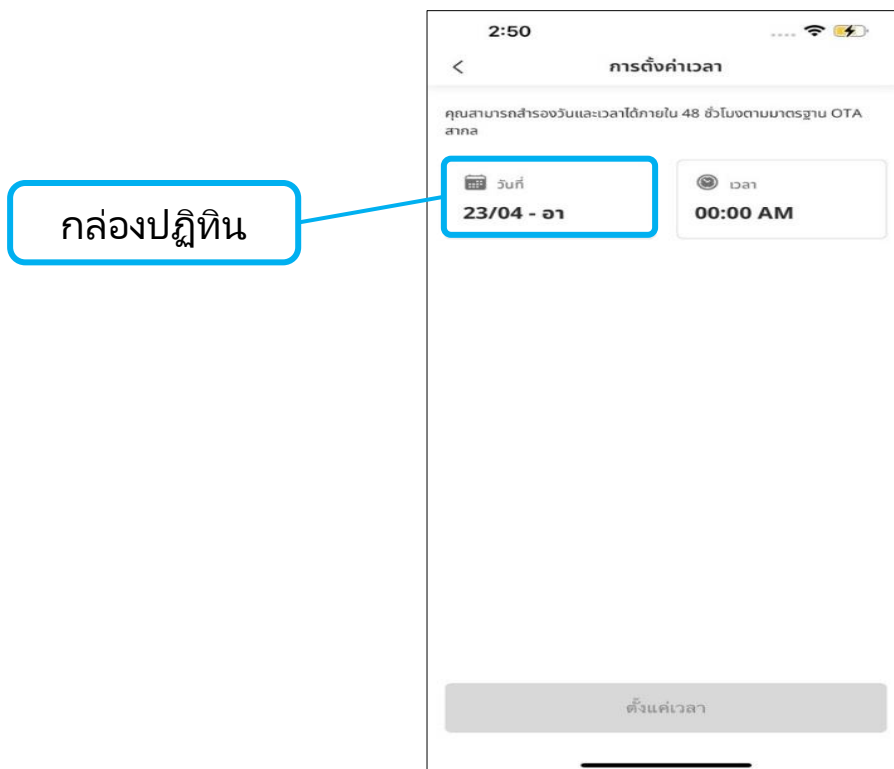 2:50
การตั้งค่าเวลา
คุณสามารถสำรองวันและเวลาได้ภายใน 48 ชั่วโมงตามมาตรฐาน OTA
สากล
วันที่
เวลา
23/04 - อา
00:00 AM
กล่องปฏิทิน
ตั้งแค่เวลา